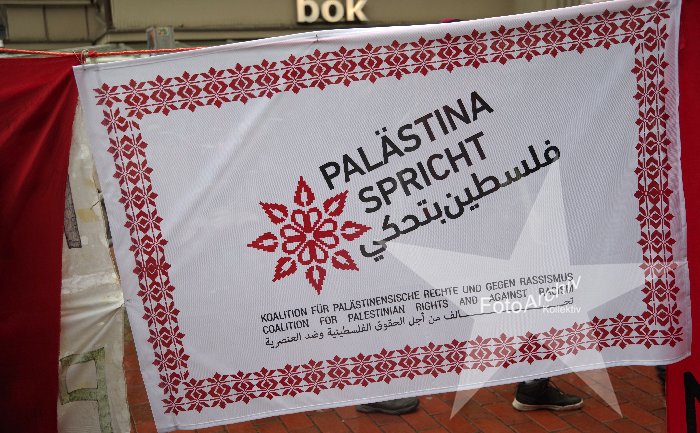 bok
PALÄSTINA
SPRICHT
فلسطين بتحكي
KOALITION FÜR PALÄSTINENSISCHE RECHTE UND GEGEN RASSISMUS
COALITION FOR PALESTINIAN RIGHTS AND AGAINST RACISM
تحالف من أجل الحقوق الفلسطينية وضد العنصرية
FotoArchiv
Kollektiv